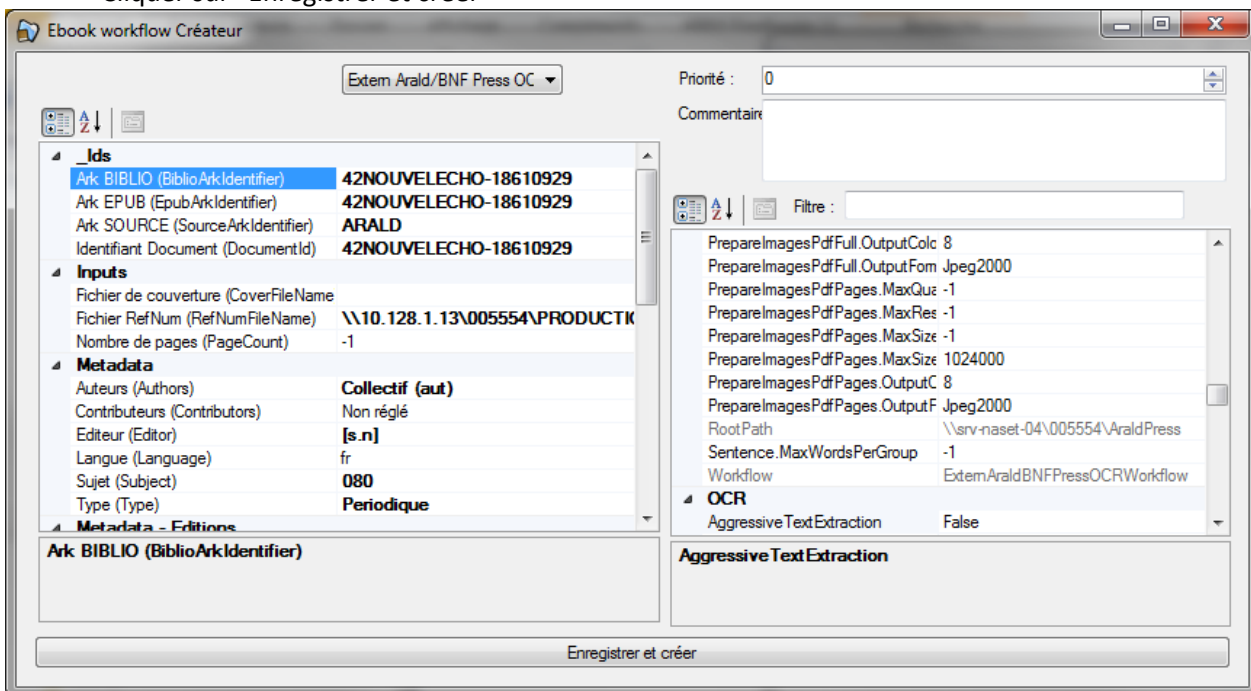 Cliquer sur "Enregistrer et créer"
Ebook workflow Créateur
Extern Arald/BNF Press OC
_Ids
Ark BIBLIO (BiblioArkIdentifier) 42NOUVELECHO-18610929
Ark EPUB (EpubArkIdentifier) 42NOUVELECHO-18610929
Ark SOURCE (SourceArkIdentifier) ARALD
Identifiant Document (DocumentId) 42NOUVELECHO-18610929
Inputs
Fichier de couverture (CoverFileName
Fichier RefNum (RefNumFileName) \\10.128.1.13\005554\PRODUCTI
Nombre de pages (PageCount) -1
Metadata
Auteurs (Authors) Collectif (aut)
Contributeurs (Contributors) Non réglé
Editeur (Editor) [s.n]
Langue (Language) fr
Sujet (Subject) 080
Type (Type) Periodique
Metadata - Editions
Ark BIBLIO (BiblioArkIdentifier)
Priorité : 0
Commentaire
Filtre :
PrepareImagesPdfFull.OutputColc 8
PrepareImagesPdfFull.OutputForm Jpeg2000
PrepareImagesPdfPages.MaxQua -1
PrepareImagesPdfPages.MaxRes -1
PrepareImagesPdfPages.MaxSize -1
PrepareImagesPdfPages.MaxSize 1024000
PrepareImagesPdfPages.OutputC 8
PrepareImagesPdfPages.OutputF Jpeg2000
RootPath \\srv-naset-04\005554\AraldPress
Sentence.MaxWordsPerGroup -1
Workflow ExternAraldBNFPressOCRWorkflow
OCR
AggressiveTextExtraction False
AggressiveTextExtraction
Enregistrer et créer